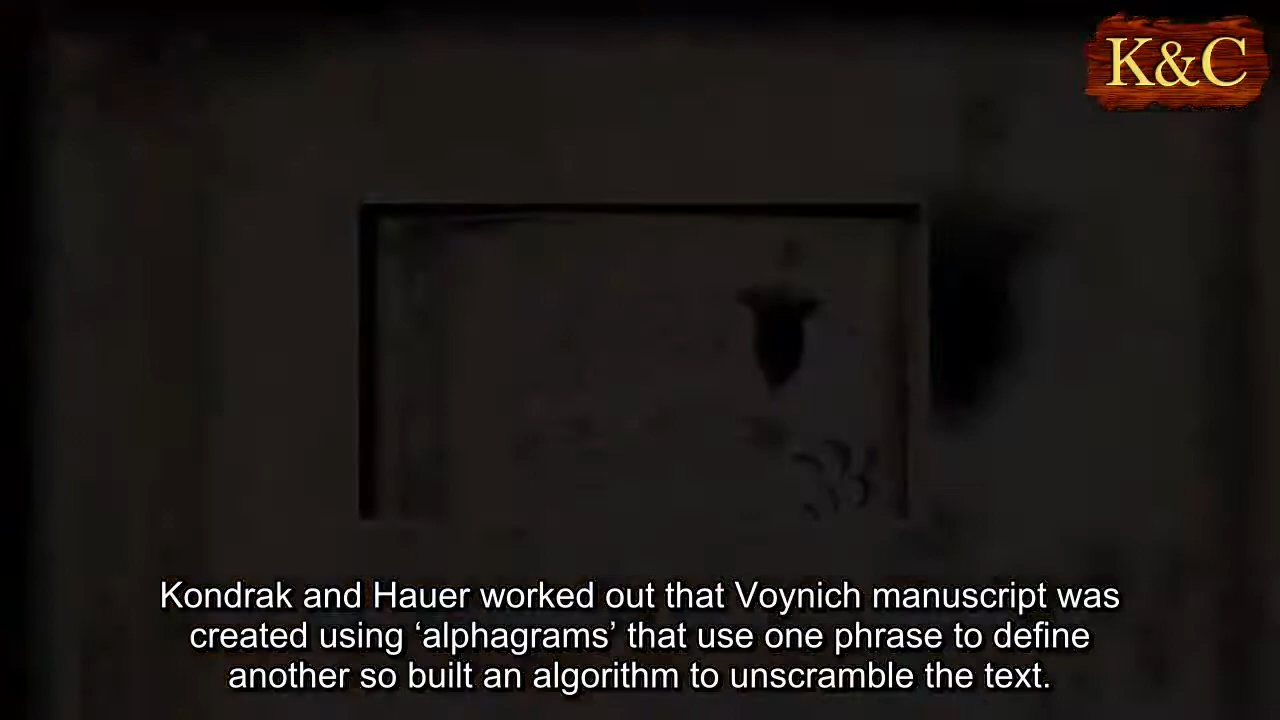 K&C
Kondrak and Hauer worked out that Voynich manuscript was
created using ‘alphagrams’ that use one phrase to define
another so built an algorithm to unscramble the text.